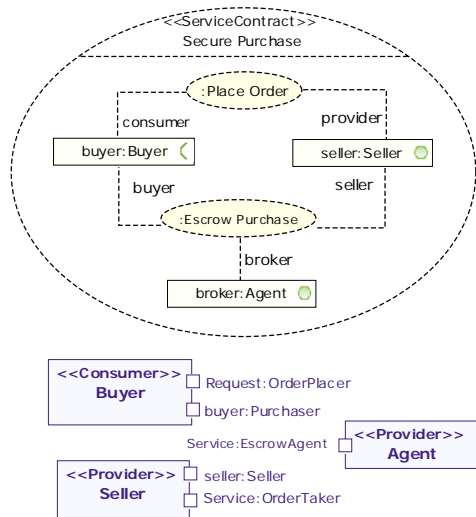 <<ServiceContract>>
Secure Purchase
:Place Order
consumer
provider
buyer:Buyer
seller:Seller
buyer
seller
:Escrow Purchase
broker
broker:Agent
<<Consumer>>
Buyer
Request:OrderPlacer
buyer:Purchaser
Service:EscrowAgent
<<Provider>>
Agent
<<Provider>>
Seller
seller:Seller
Service:OrderTaker